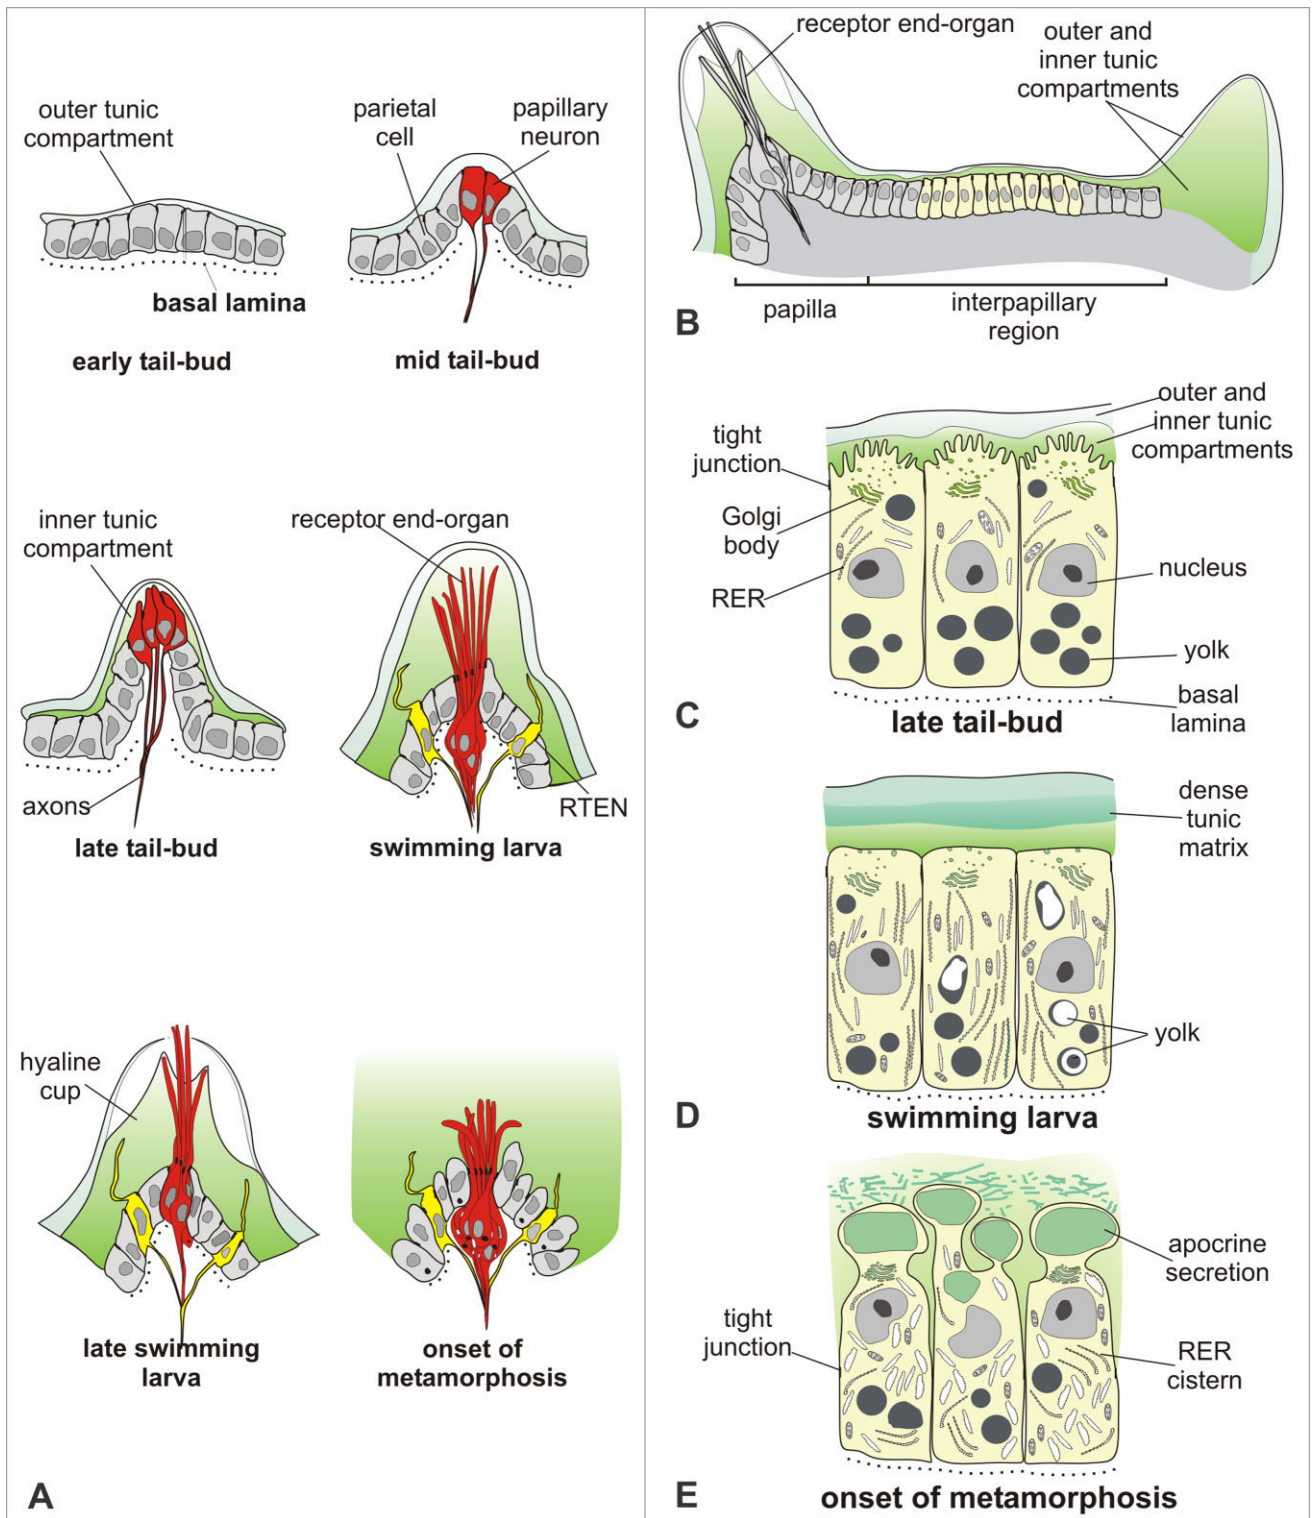 outer tunic
compartment
basal lamina
early tail-bud
parietal
cell
papillary
neuron
mid tail-bud
inner tunic
compartment
axons
late tail-bud
receptor end-organ
RTEN
swimming larva
hyaline
cup
late swimming
larva
onset of
metamorphosis
A
receptor end-organ
outer and
inner tunic
compartments
papilla
interpapillary
region
B
tight
junction
Golgi
body
RER
outer and
inner tunic
compartments
nucleus
yolk
basal
lamina
C
late tail-bud
dense
tunic
matrix
yolk
D
swimming larva
apocrine
secretion
tight
junction
RER
cistern
E
onset of metamorphosis